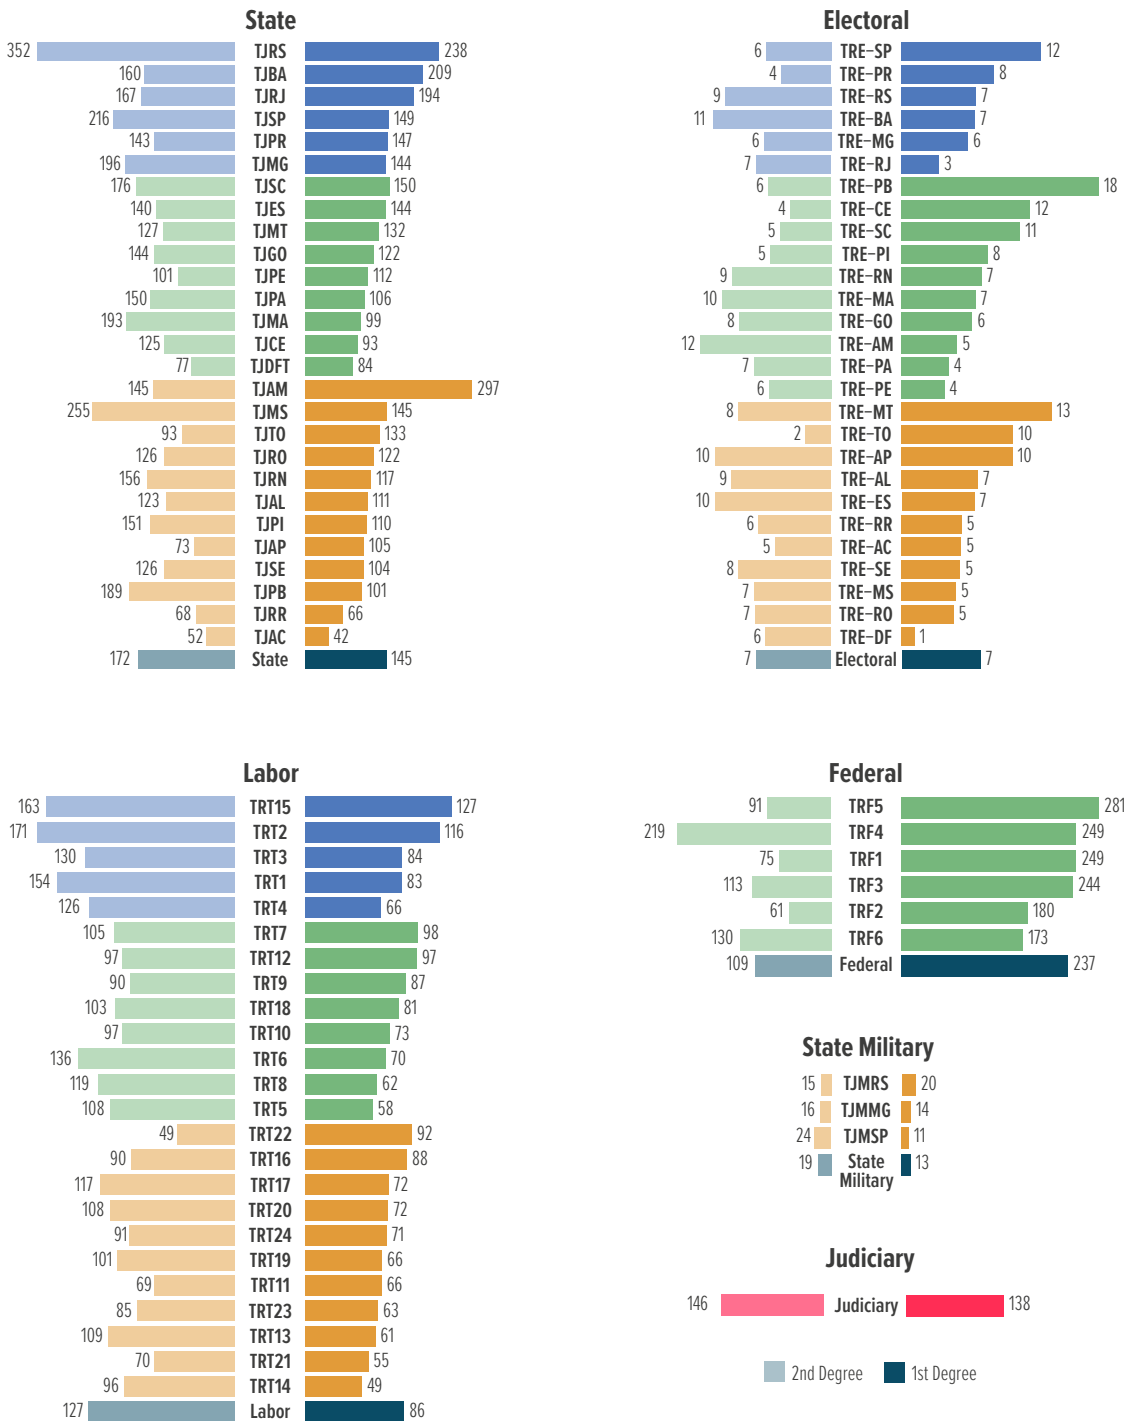 State
352 TJRS 238
160 TJBA 209
167 TJRJ 194
216 TJSP 149
143 TJPR 147
196 TJMG 144
176 TJSC 150
140 TJES 144
127 TJMT 132
144 TJGO 122
101 TJPE 112
150 TJPA 106
193 TJMA 99
125 TJCE 93
77 TJDFT 84
145 TJAM 297
255 TJMS 145
93 TJTO 133
126 TJRO 122
156 TJRN 117
123 TJAL 111
151 TJPI 110
73 TJAP 105
126 TJSE 104
189 TJPB 101
68 TJRR 66
52 TJAC 42
172 State 145
Electoral
6 TRE-SP 12
4 TRE-PR 8
9 TRE-RS 7
11 TRE-BA 7
6 TRE-MG 6
7 TRE-RJ 3
6 TRE-PB 18
4 TRE-CE 12
5 TRE-SC 11
5 TRE-PI 8
9 TRE-RN 7
10 TRE-MA 7
8 TRE-GO 6
12 TRE-AM 5
7 TRE-PA 4
6 TRE-PE 4
8 TRE-MT 13
2 TRE-TO 10
10 TRE-AP 10
9 TRE-AL 7
10 TRE-ES 7
6 TRE-RR 5
5 TRE-AC 5
8 TRE-SE 5
7 TRE-MS 5
7 TRE-RO 5
6 TRE-DF 1
7 Electoral 7
Labor
163 TRT15 127
171 TRT2 116
130 TRT3 84
154 TRT1 83
126 TRT4 66
105 TRT7 98
97 TRT12 97
90 TRT9 87
103 TRT18 81
97 TRT10 73
136 TRT6 70
119 TRT8 62
108 TRT5 58
49 TRT22 92
90 TRT16 88
117 TRT17 72
108 TRT20 72
91 TRT24 71
101 TRT19 66
69 TRT11 66
85 TRT23 63
109 TRT13 61
70 TRT21 55
96 TRT14 49
127 Labor 86
Federal
91 TRF5 281
219 TRF4 249
75 TRF1 249
113 TRF3 244
61 TRF2 180
130 TRF6 173
109 Federal 237
State Military
15 TJMRS 20
16 TJMMG 14
24 TJMSP 11
19 State 13
Military
Judiciary
146 Judiciary 138
2nd Degree 1st Degree